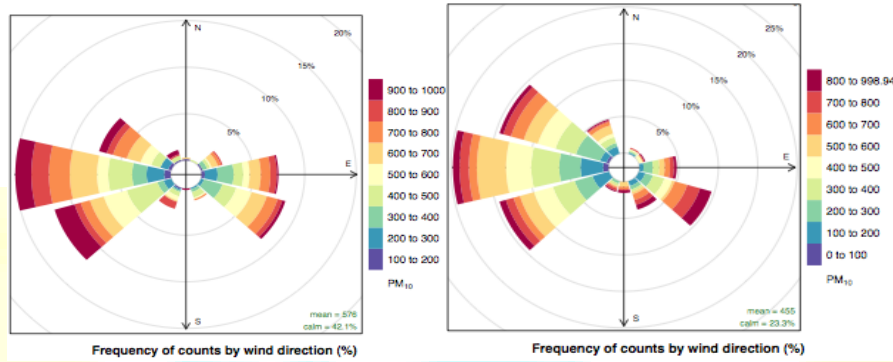 N
20%
15%
10%
5%
E
S
mean = 576
calm = 42.1%
900 to 1000
800 to 900
700 to 800
600 to 700
500 to 600
400 to 500
300 to 400
200 to 300
100 to 200
PM10
Frequency of counts by wind direction (%)
N
25%
20%
15%
10%
5%
E
S
mean = 455
calm = 23.3%
800 to 998.94
700 to 800
600 to 700
500 to 600
400 to 500
300 to 400
200 to 300
100 to 200
0 to 100
PM10
Frequency of counts by wind direction (%)